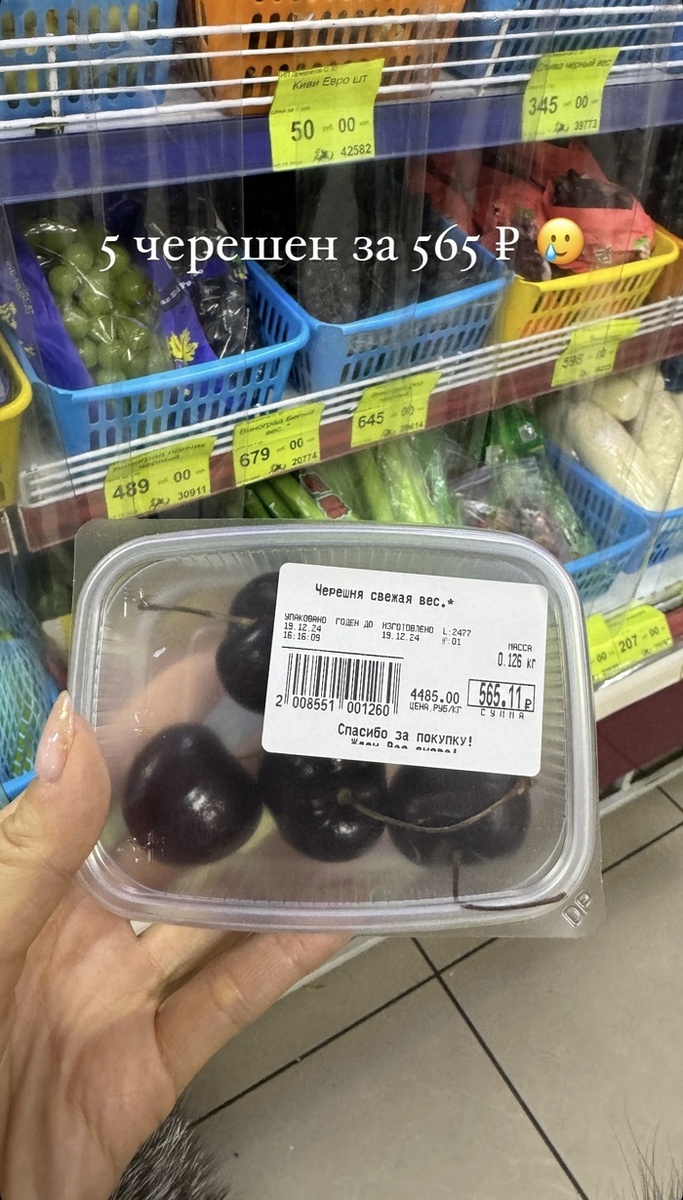 Киви Евро шт
50 00
42582
345 00
39773
5 черешен за 565 ₽ 🥲
598 00
645 00
679 00
20774
489 00
30911
207 00
Черешня свежая вес.*
УПАКОВАНО ГОДЕН ДО ИЗГОТОВЛЕНО L:2477
19.12.24 19.12.24 №:01
16:16:09
МАССА
0.126 кг
4485.00 565.11 ₽
ЦЕНА,РУБ/КГ СУММА
2 008551 001260
Спасибо за ПОКУПКУ!
DP